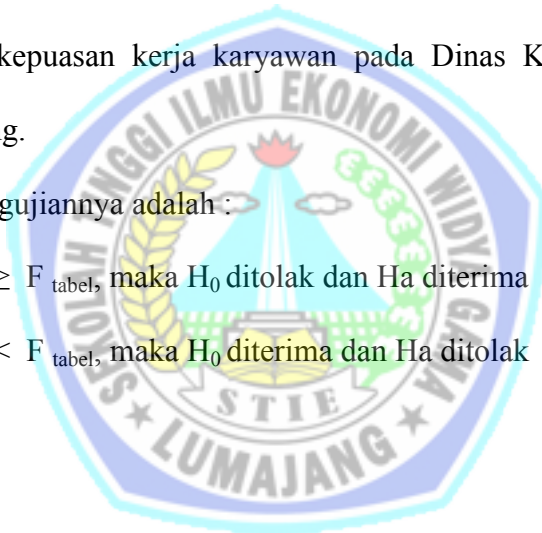 kepuasan kerja karyawan pada Dinas K
g.
gujiannya adalah :
≥ F tabel, maka H₀ ditolak dan Ha diterima
< F tabel, maka H₀ diterima dan Ha ditolak
SEKOLAH TINGGI ILMU EKONOMI WIDYA GAMA
STIE
LUMAJANG